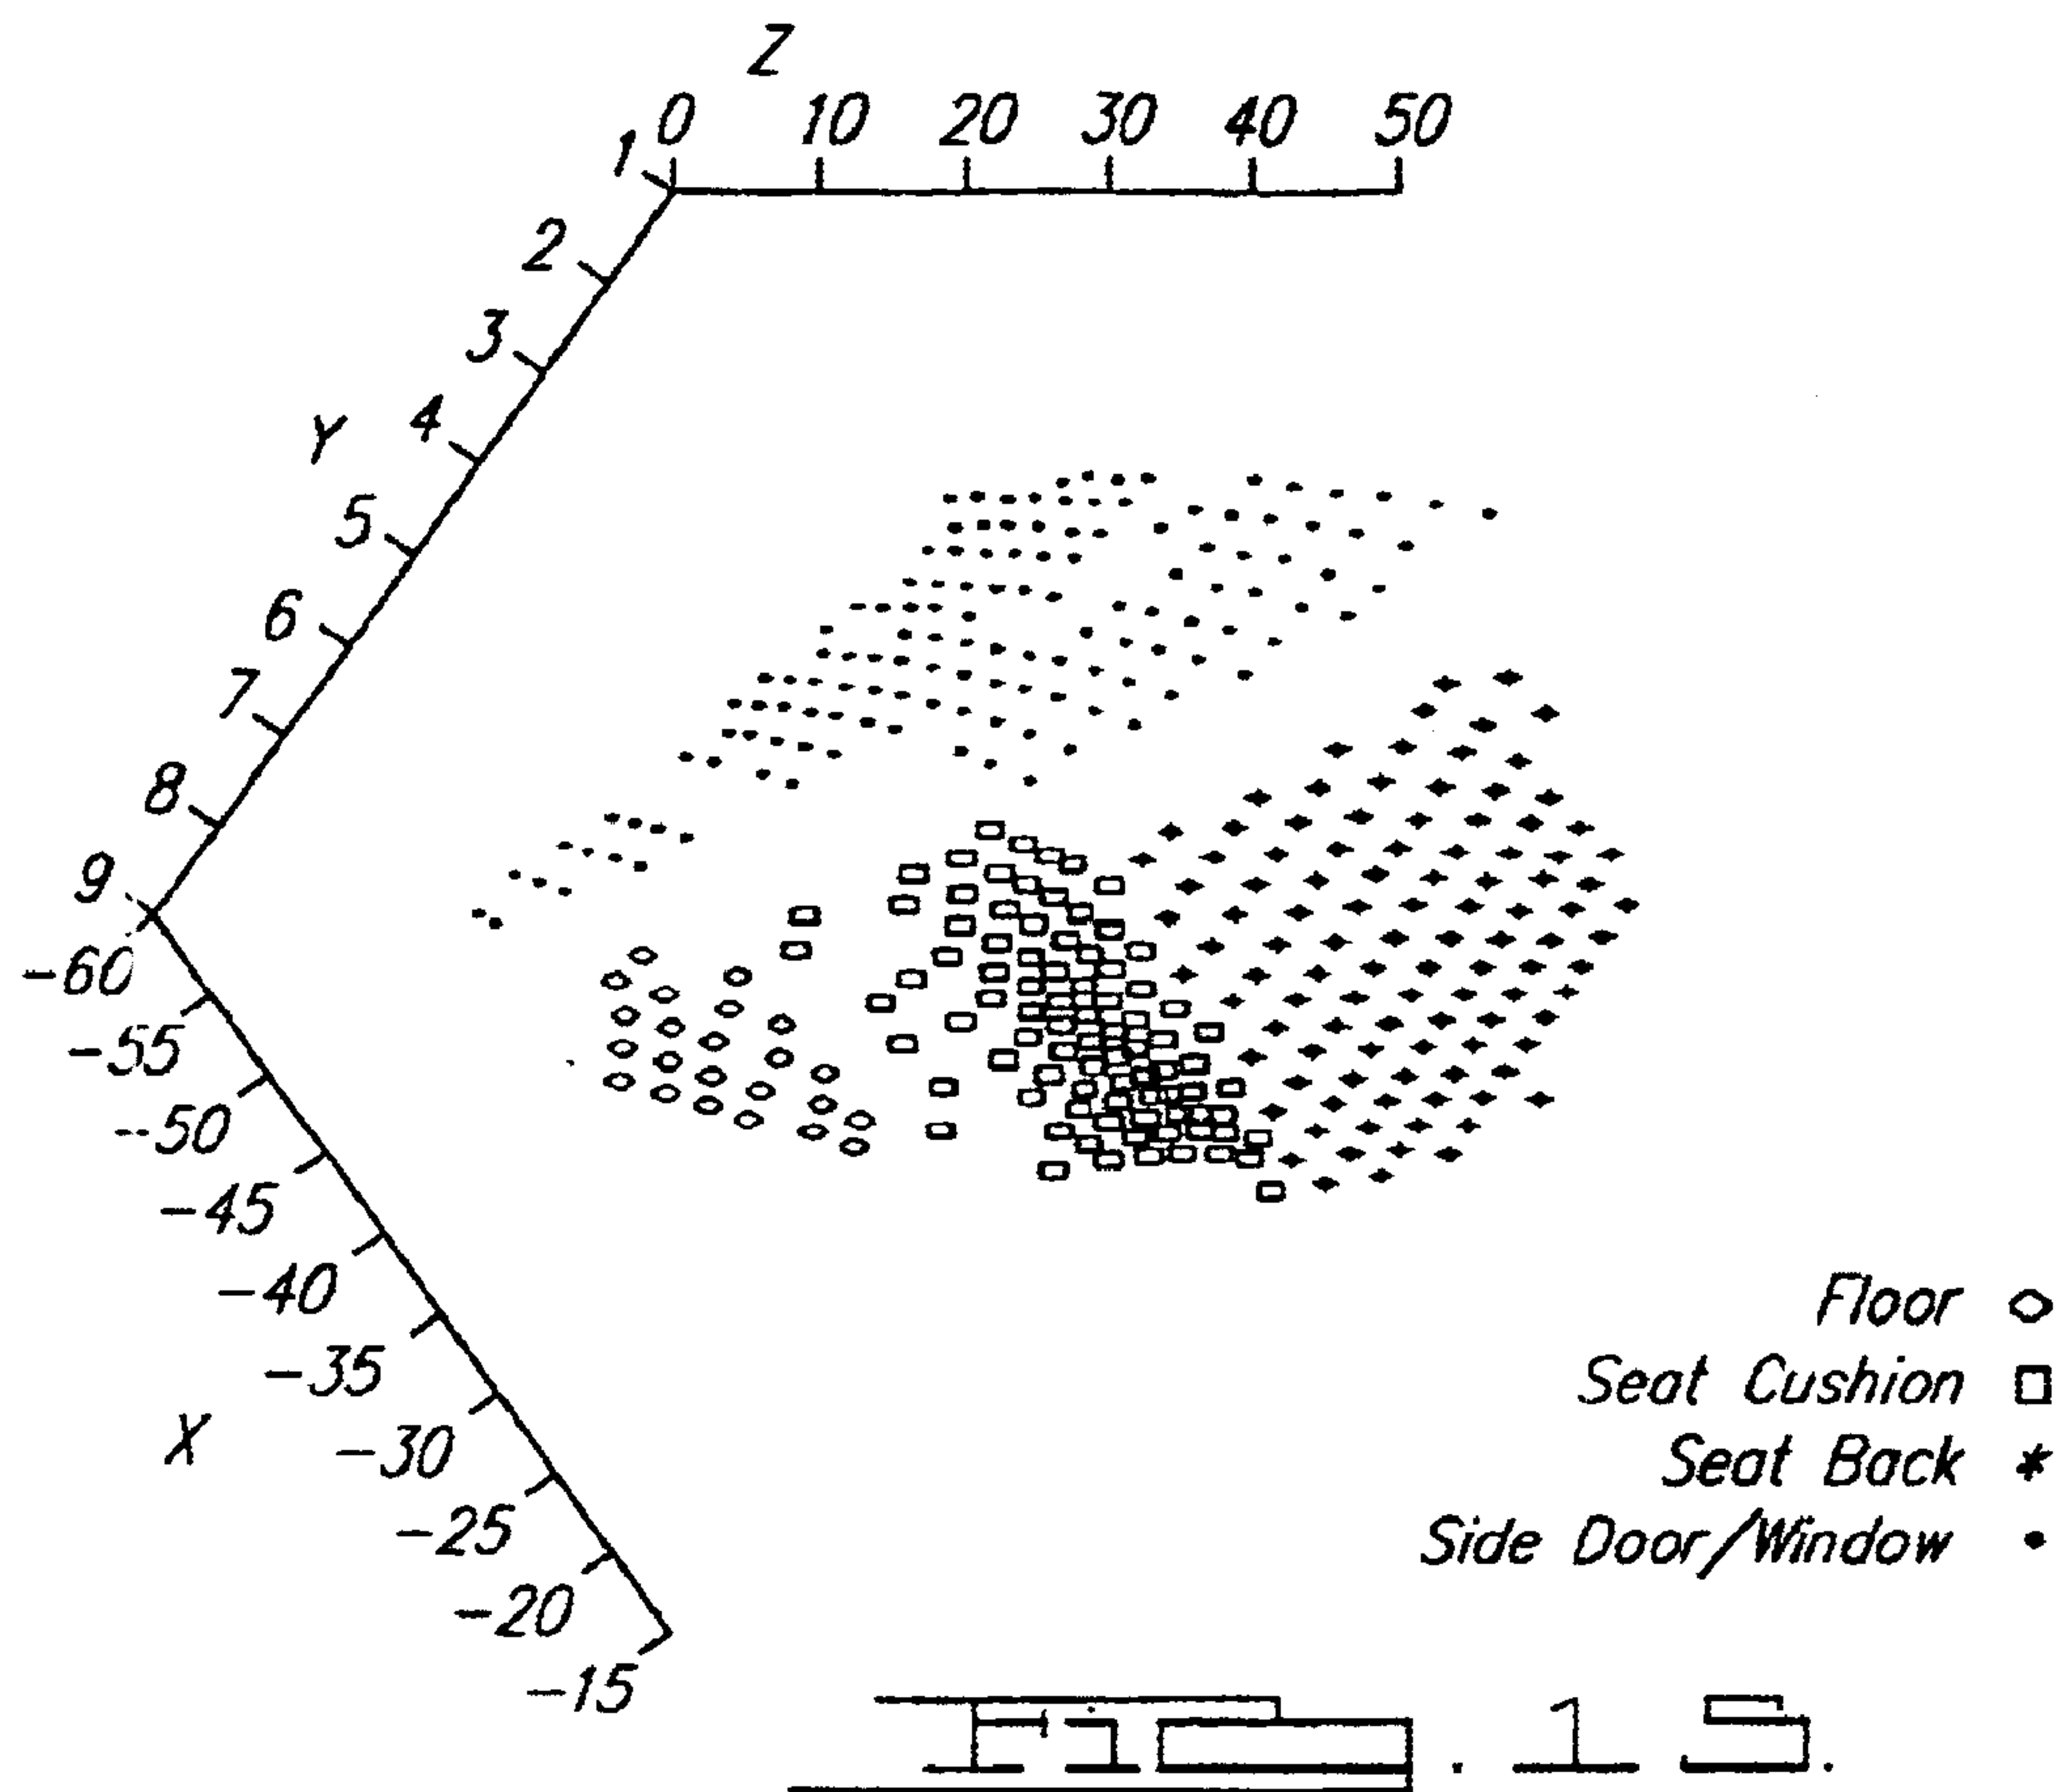 Z
0 10 20 30 40 50
1
2
3
4
Y
5
6
7
8
9
-60
-55
-50
-45
-40
-35
X
-30
-25
-20
-15
Floor
Seat Cushion
Seat Back *
Side Door/Window •
FIG. 15.